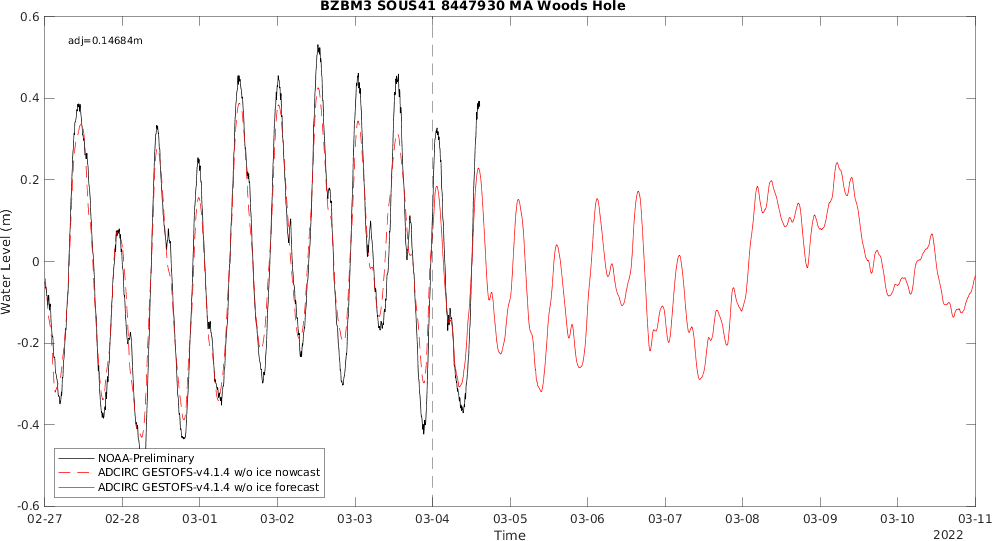 BZBM3 SOUS41 8447930 MA Woods Hole
adj=0.14684m
Water Level (m)
0.6
0.4
0.2
0
-0.2
-0.4
-0.6
NOAA-Preliminary
ADCIRC GESTOFS-v4.1.4 w/o ice nowcast
ADCIRC GESTOFS-v4.1.4 w/o ice forecast
02-27 02-28 03-01 03-02 03-03 03-04 03-05 03-06 03-07 03-08 03-09 03-10 03-11
Time
2022